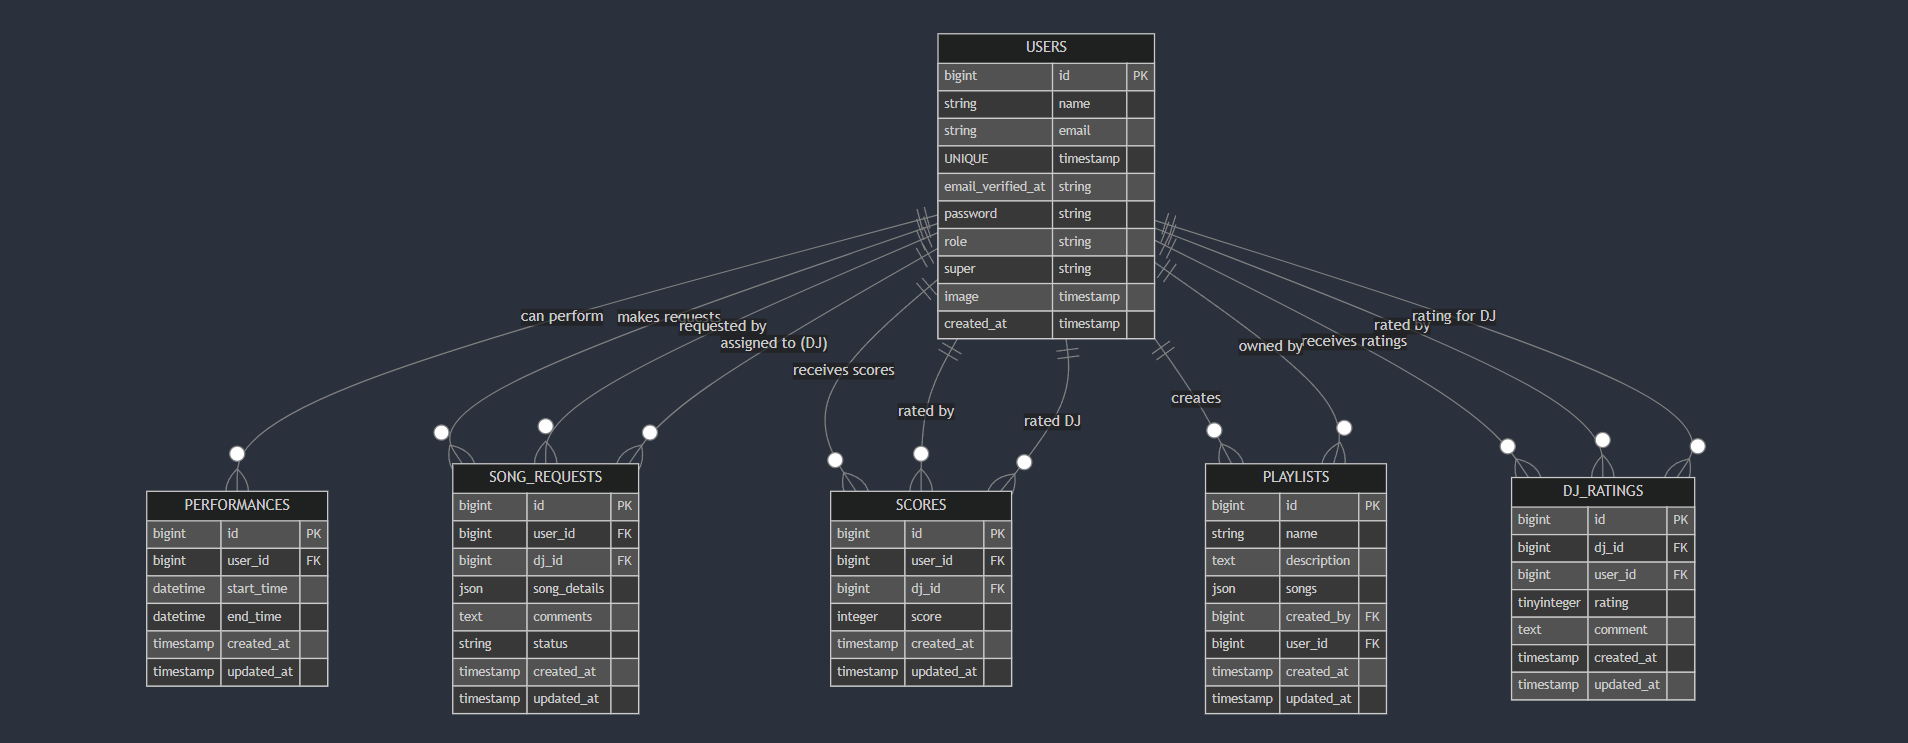 USERS
bigint id PK
string name
string email
UNIQUE timestamp
email_verified_at string
password string
role string
super string
image timestamp
created_at timestamp
can perform
makes requests
requested by
assigned to (DJ)
receives scores
rated by
rated DJ
creates
owned by
receives ratings
rated by
rating for DJ
PERFORMANCES
bigint id PK
bigint user_id FK
datetime start_time
datetime end_time
timestamp created_at
timestamp updated_at
SONG_REQUESTS
bigint id PK
bigint user_id FK
bigint dj_id FK
json song_details
text comments
string status
timestamp created_at
timestamp updated_at
SCORES
bigint id PK
bigint user_id FK
bigint dj_id FK
integer score
timestamp created_at
timestamp updated_at
PLAYLISTS
bigint id PK
string name
text description
json songs
bigint created_by FK
bigint user_id FK
timestamp created_at
timestamp updated_at
DJ_RATINGS
bigint id PK
bigint dj_id FK
bigint user_id FK
tinyinteger rating
text comment
timestamp created_at
timestamp updated_at